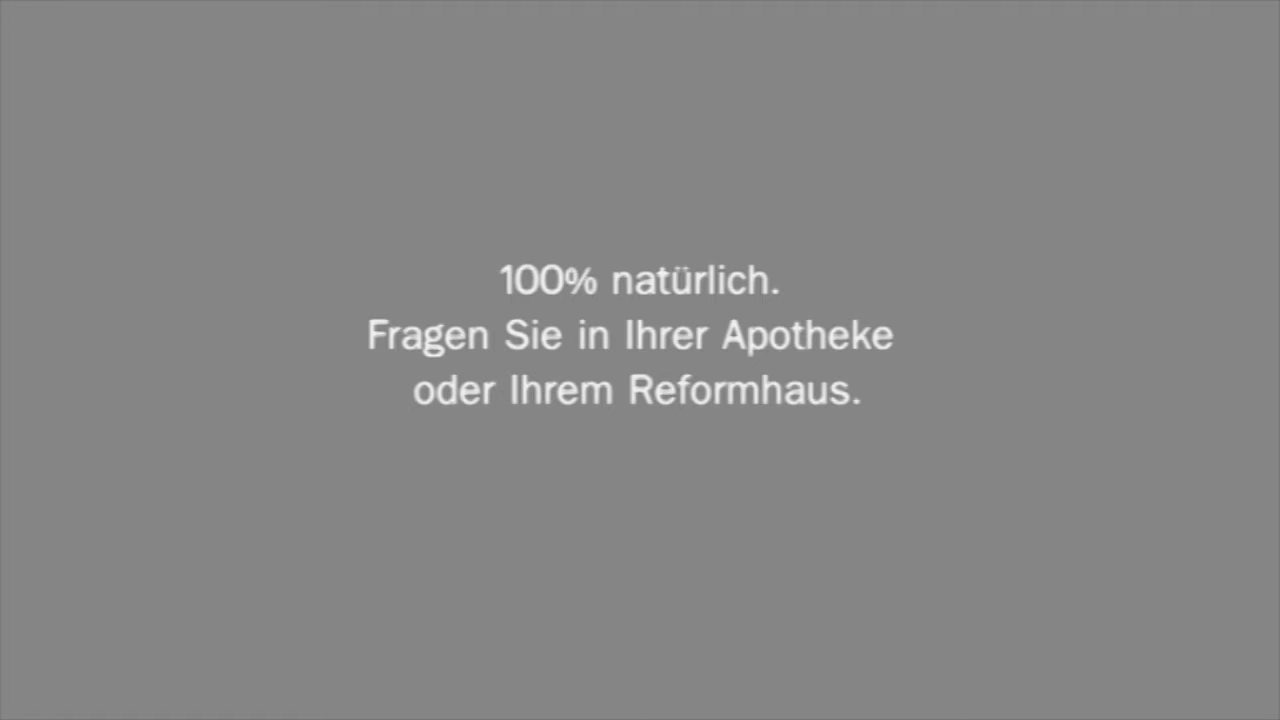 100% natürlich.
Fragen Sie in Ihrer Apotheke
oder Ihrem Reformhaus.